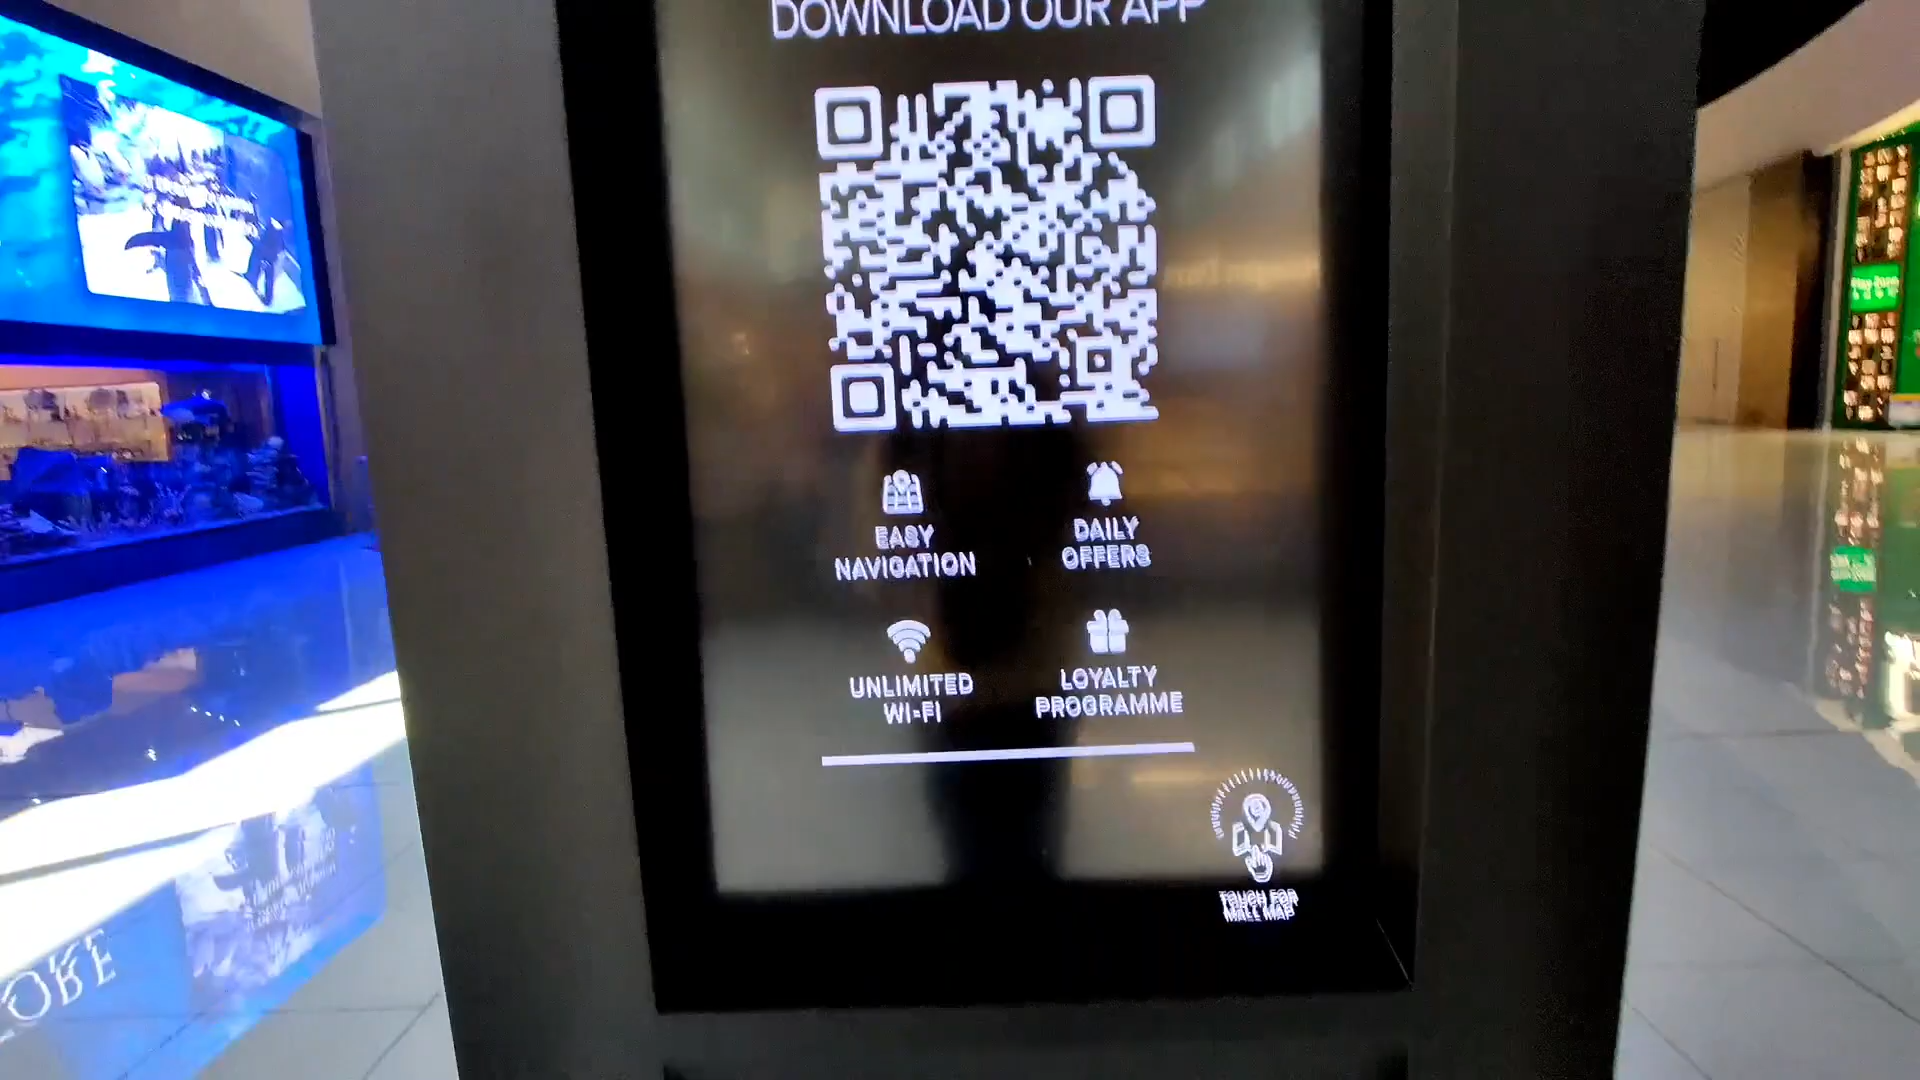 DOWNLOAD OUR APP
EASY
NAVIGATION
DAILY
OFFERS
UNLIMITED
WI-FI
LOYALTY
PROGRAMME
TOUCH FOR
MALL MAP